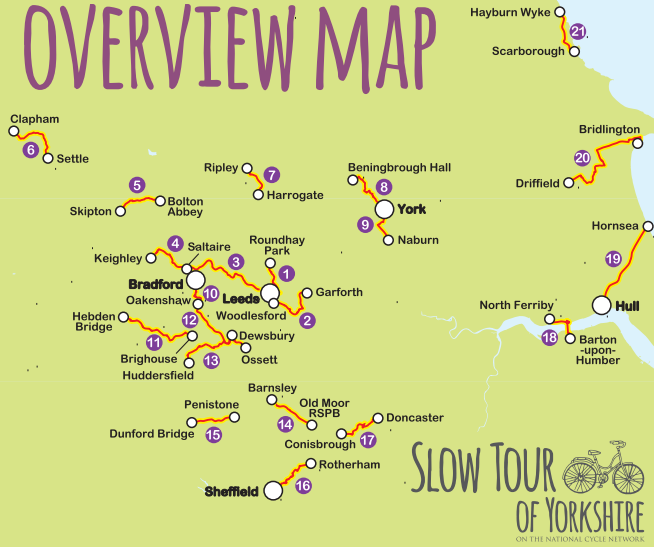 OVERVIEW MAP
Hayburn Wyke
21
Scarborough
Clapham
6
Settle
Bridlington
20
Driffield
Ripley
7
Harrogate
Beningbrough Hall
8
York
9
Naburn
5
Bolton
Abbey
Skipton
Hornsea
19
Hull
Keighley
4
Saltaire
3
Roundhay
Park
1
Bradford
10
Leeds
Garforth
Oakenshaw
Woodlesford
2
North Ferriby
18
Barton
-upon-
Humber
Hebden
Bridge
12
11
Dewsbury
Brighouse
13
Ossett
Huddersfield
Barnsley
Old Moor
RSPB
14
Penistone
Dunford Bridge
15
Doncaster
Conisbrough
17
Rotherham
Sheffield
16
SLOW TOUR
OF YORKSHIRE
ON THE NATIONAL CYCLE NETWORK